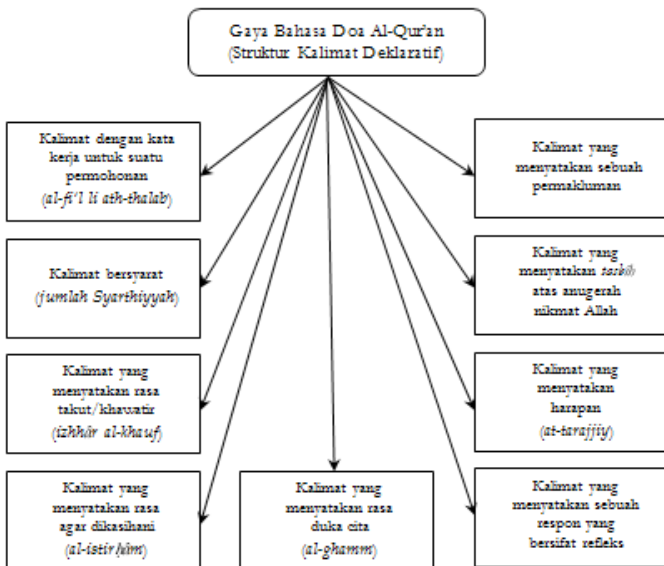 Gaya Bahasa Doa Al-Qur'an
(Struktur Kalimat Deklaratif)
Kalimat dengan kata
kerja untuk suatu
permohonan
(al-fi'l li ath-thalab)
Kalimat bersyarat
(jumlah Syarthiyyah)
Kalimat yang
menyatakan rasa
takut/khawatir
(izhhâr al-khauf)
Kalimat yang
menyatakan rasa
agar dikasihani
(al-istirḥâm)
Kalimat yang
menyatakan rasa
duka cita
(al-ghamm)
Kalimat yang
menyatakan sebuah
permakluman
Kalimat yang
menyatakan tasbîḥ
atas anugerah
nikmat Allah
Kalimat yang
menyatakan
harapan
(at-tarajjiy)
Kalimat yang
menyatakan sebuah
respon yang
bersifat refleks